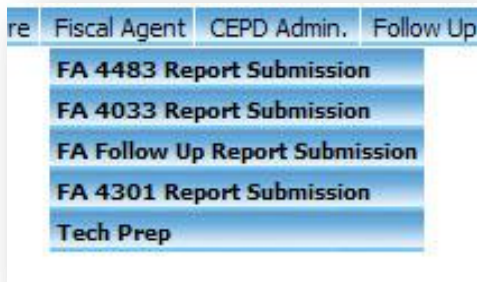 re Fiscal Agent CEPD Admin. Follow Up
FA 4483 Report Submission
FA 4033 Report Submission
FA Follow Up Report Submission
FA 4301 Report Submission
Tech Prep